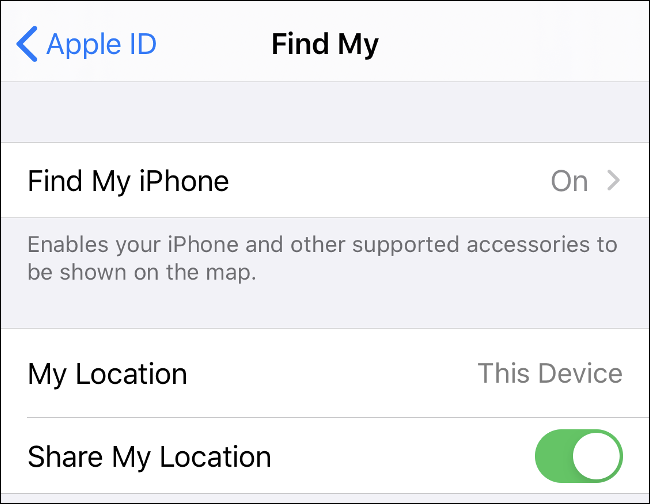 Apple ID
Find My
Find My iPhone
On
Enables your iPhone and other supported accessories to
be shown on the map.
My Location
This Device
Share My Location